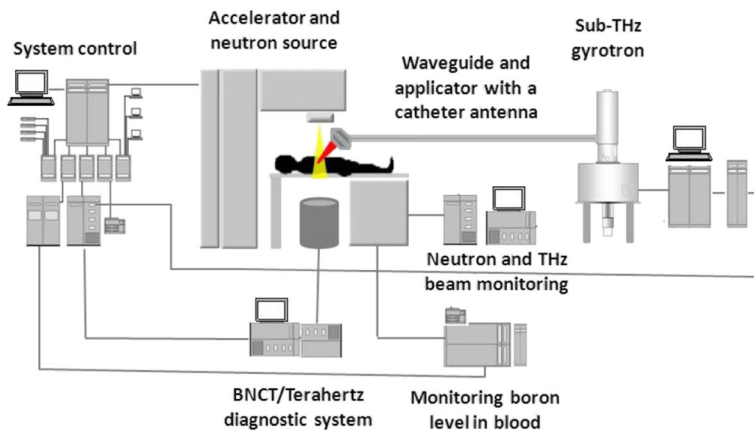 System control
Accelerator and
neutron source
Waveguide and
applicator with a
catheter antenna
Sub-THz
gyrotron
Neutron and THz
beam monitoring
BNCT/Terahertz
diagnostic system
Monitoring boron
level in blood